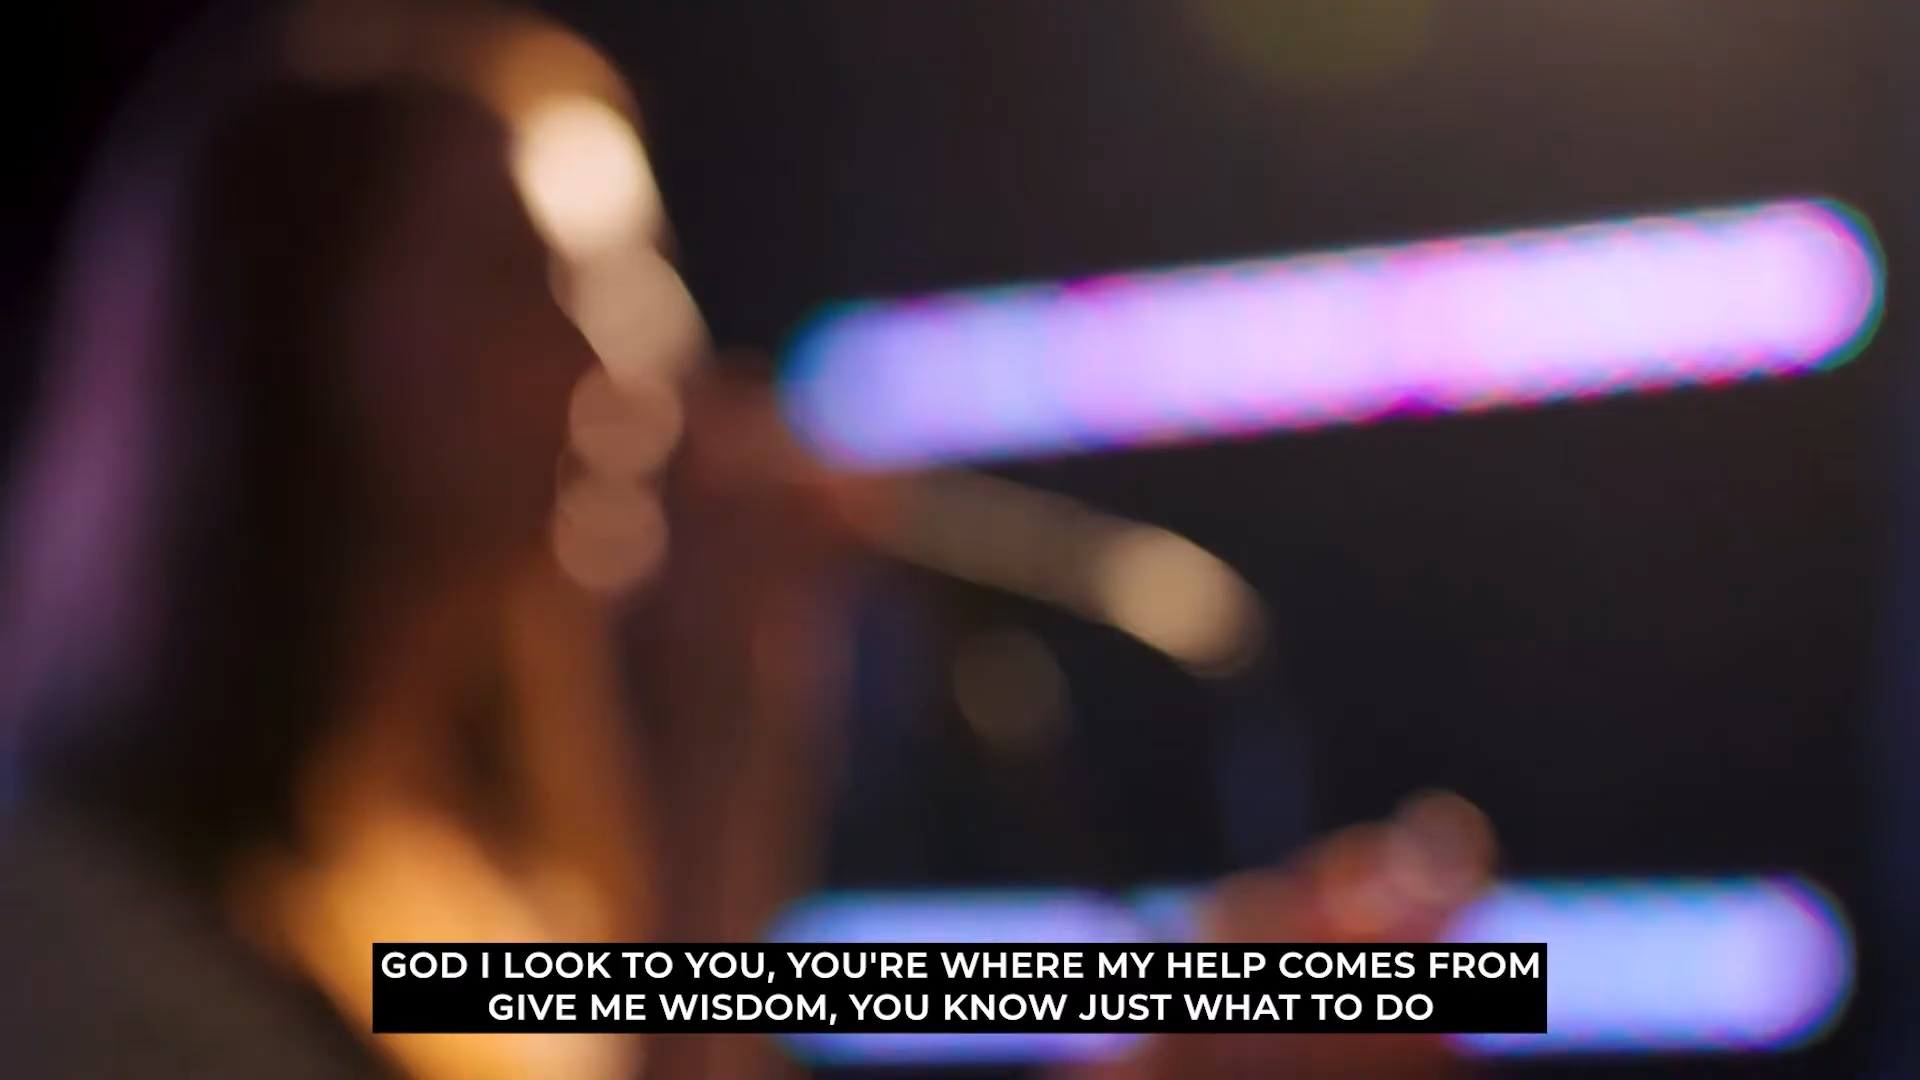 GOD I LOOK TO YOU, YOU'RE WHERE MY HELP COMES FROM
GIVE ME WISDOM, YOU KNOW JUST WHAT TO DO